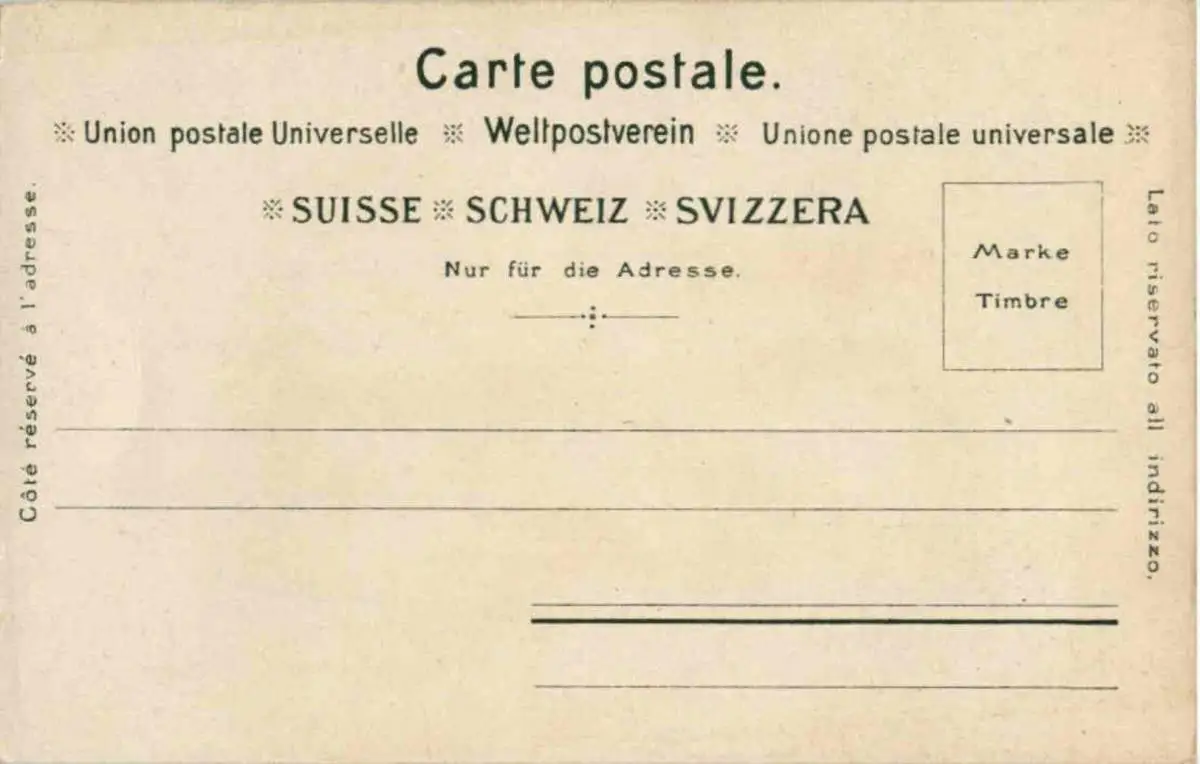 Carte postale.
Union postale Universelle Weltpostverein Unione postale universale
SUISSE SCHWEIZ SVIZZERA
Nur für die Adresse.
Marke
Timbre
Côté réservé à l'adresse.
Lato riservato all indirizzo.